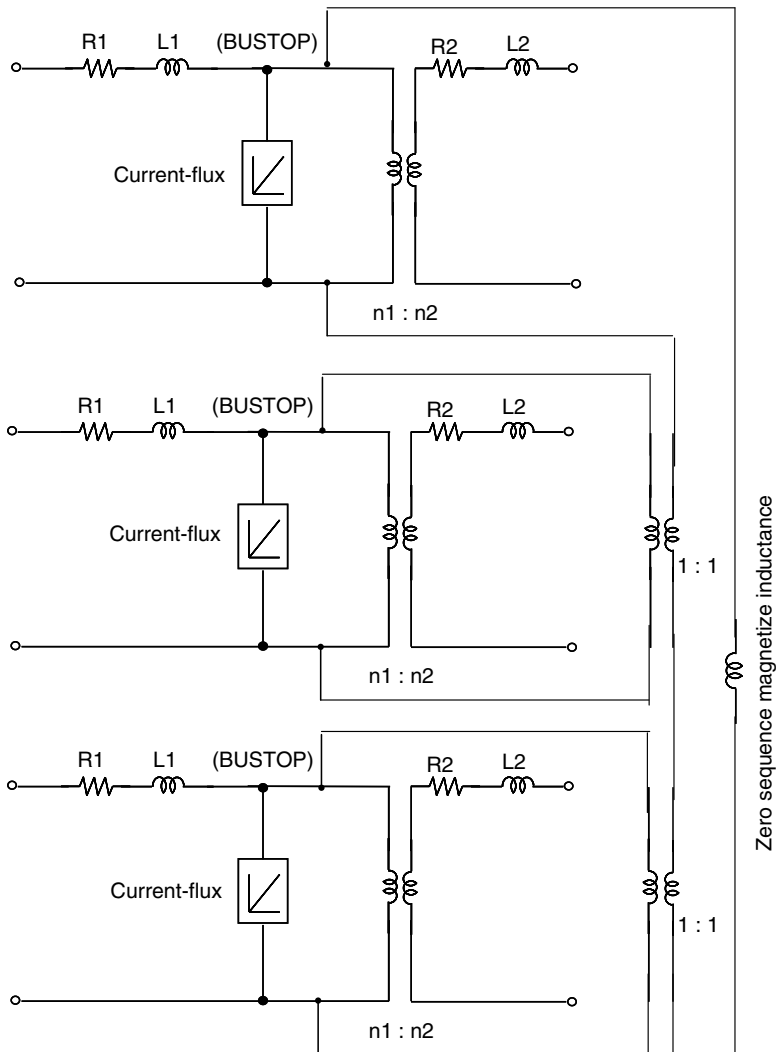 R1 L1 (BUSTOP) R2 L2
Current-flux
n1 : n2
R1 L1 (BUSTOP) R2 L2
Current-flux
1 : 1
n1 : n2
R1 L1 (BUSTOP) R2 L2
Current-flux
1 : 1
n1 : n2
Zero sequence magnetize inductance